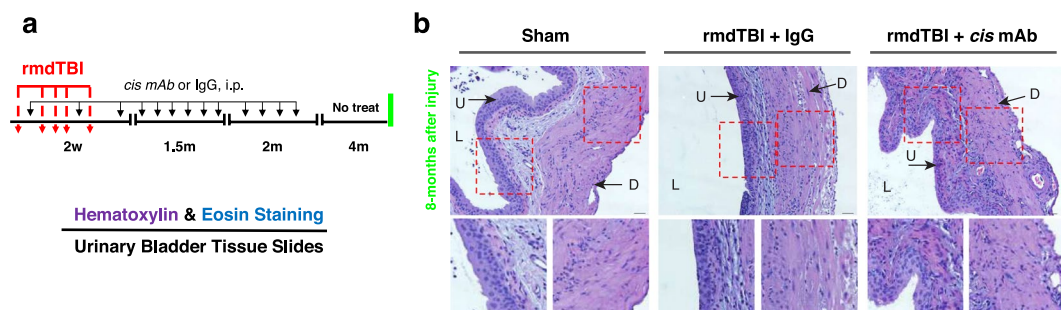 a
rmdTBI
cis mAb or IgG, i.p.
No treat
2w
1.5m
2m
4m
Hematoxylin & Eosin Staining
Urinary Bladder Tissue Slides
b
Sham
rmdTBI + IgG
rmdTBI + cis mAb
8-months after injury
U
L
D
U
L
D
U
L
D